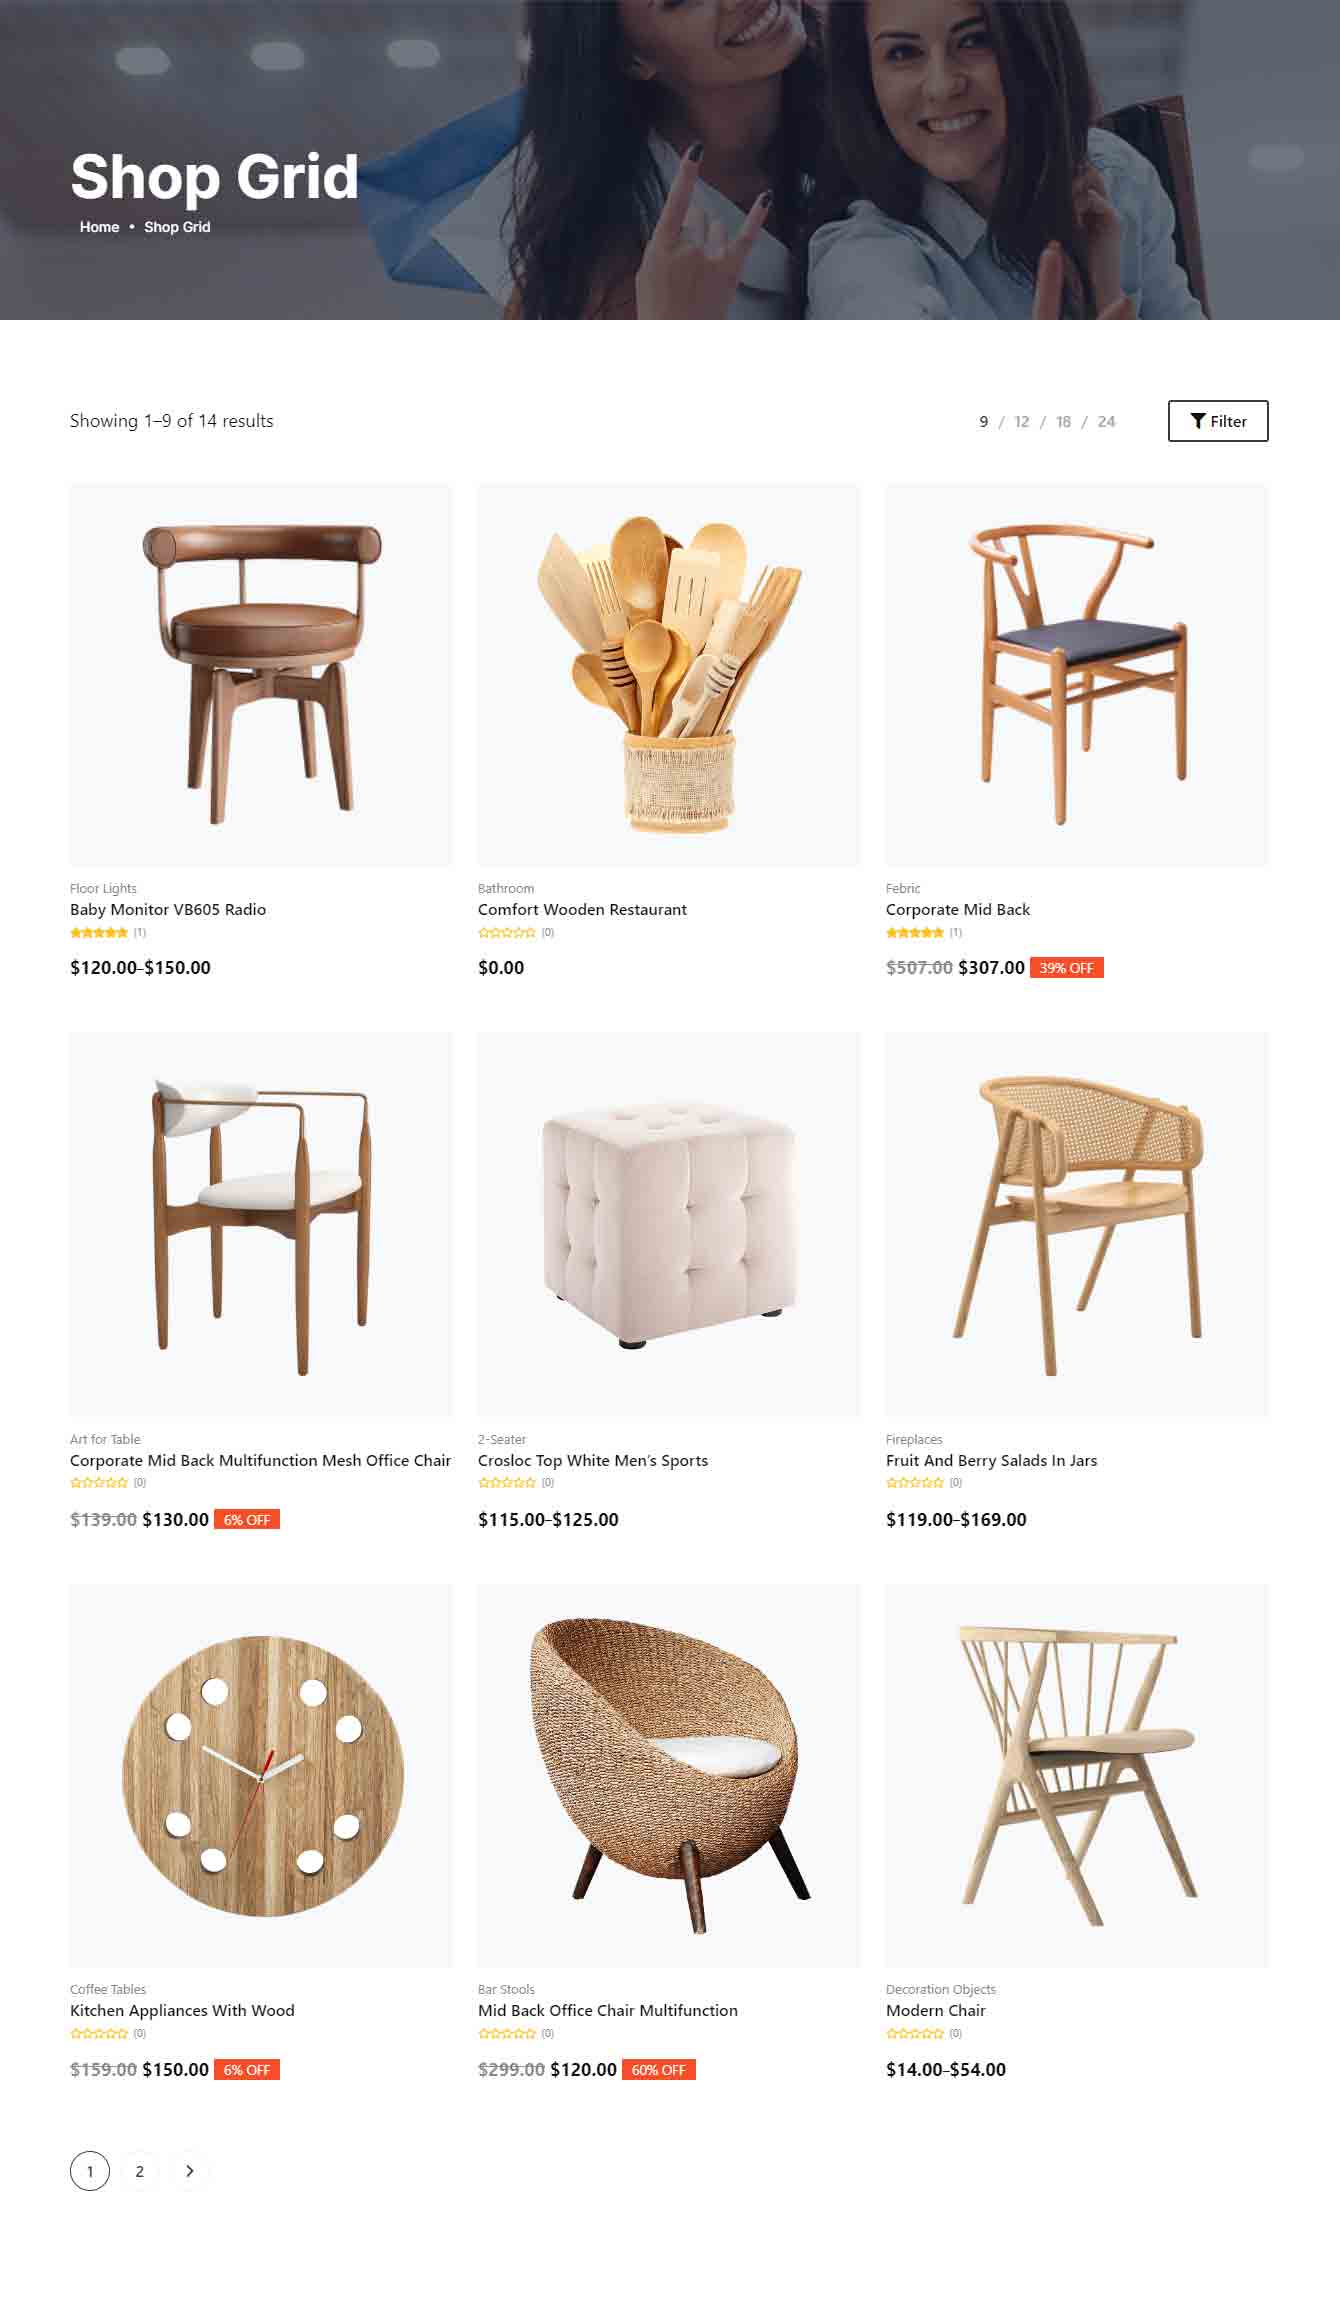 Shop Grid
Home • Shop Grid
Showing 1–9 of 14 results
9 / 12 / 18 / 24
Filter
Floor Lights
Baby Monitor VB605 Radio
(1)
$120.00–$150.00
Bathroom
Comfort Wooden Restaurant
(0)
$0.00
Febric
Corporate Mid Back
(1)
$507.00 $307.00 39% OFF
Art for Table
Corporate Mid Back Multifunction Mesh Office Chair
(0)
$139.00 $130.00 6% OFF
2-Seater
Crosloc Top White Men’s Sports
(0)
$115.00–$125.00
Fireplaces
Fruit And Berry Salads In Jars
(0)
$119.00–$169.00
Coffee Tables
Kitchen Appliances With Wood
(0)
$159.00 $150.00 6% OFF
Bar Stools
Mid Back Office Chair Multifunction
(0)
$299.00 $120.00 60% OFF
Decoration Objects
Modern Chair
(0)
$14.00–$54.00
1 2